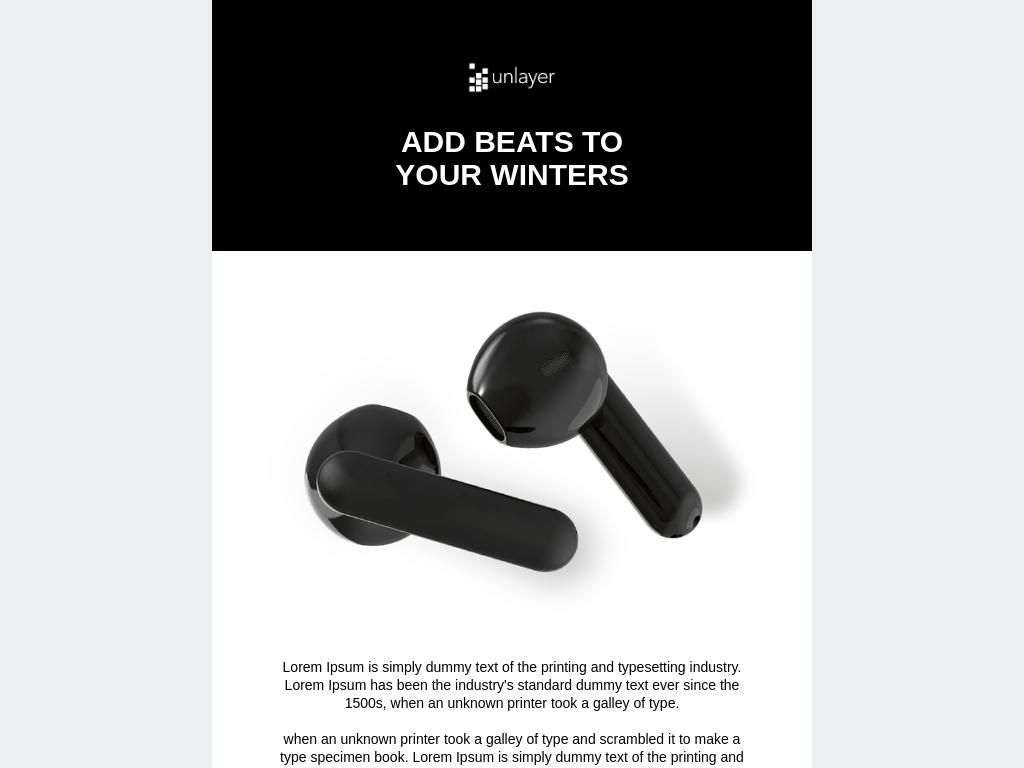 unlayer
ADD BEATS TO
YOUR WINTERS
Lorem Ipsum is simply dummy text of the printing and typesetting industry.
Lorem Ipsum has been the industry's standard dummy text ever since the
1500s, when an unknown printer took a galley of type.
when an unknown printer took a galley of type and scrambled it to make a
type specimen book. Lorem Ipsum is simply dummy text of the printing and